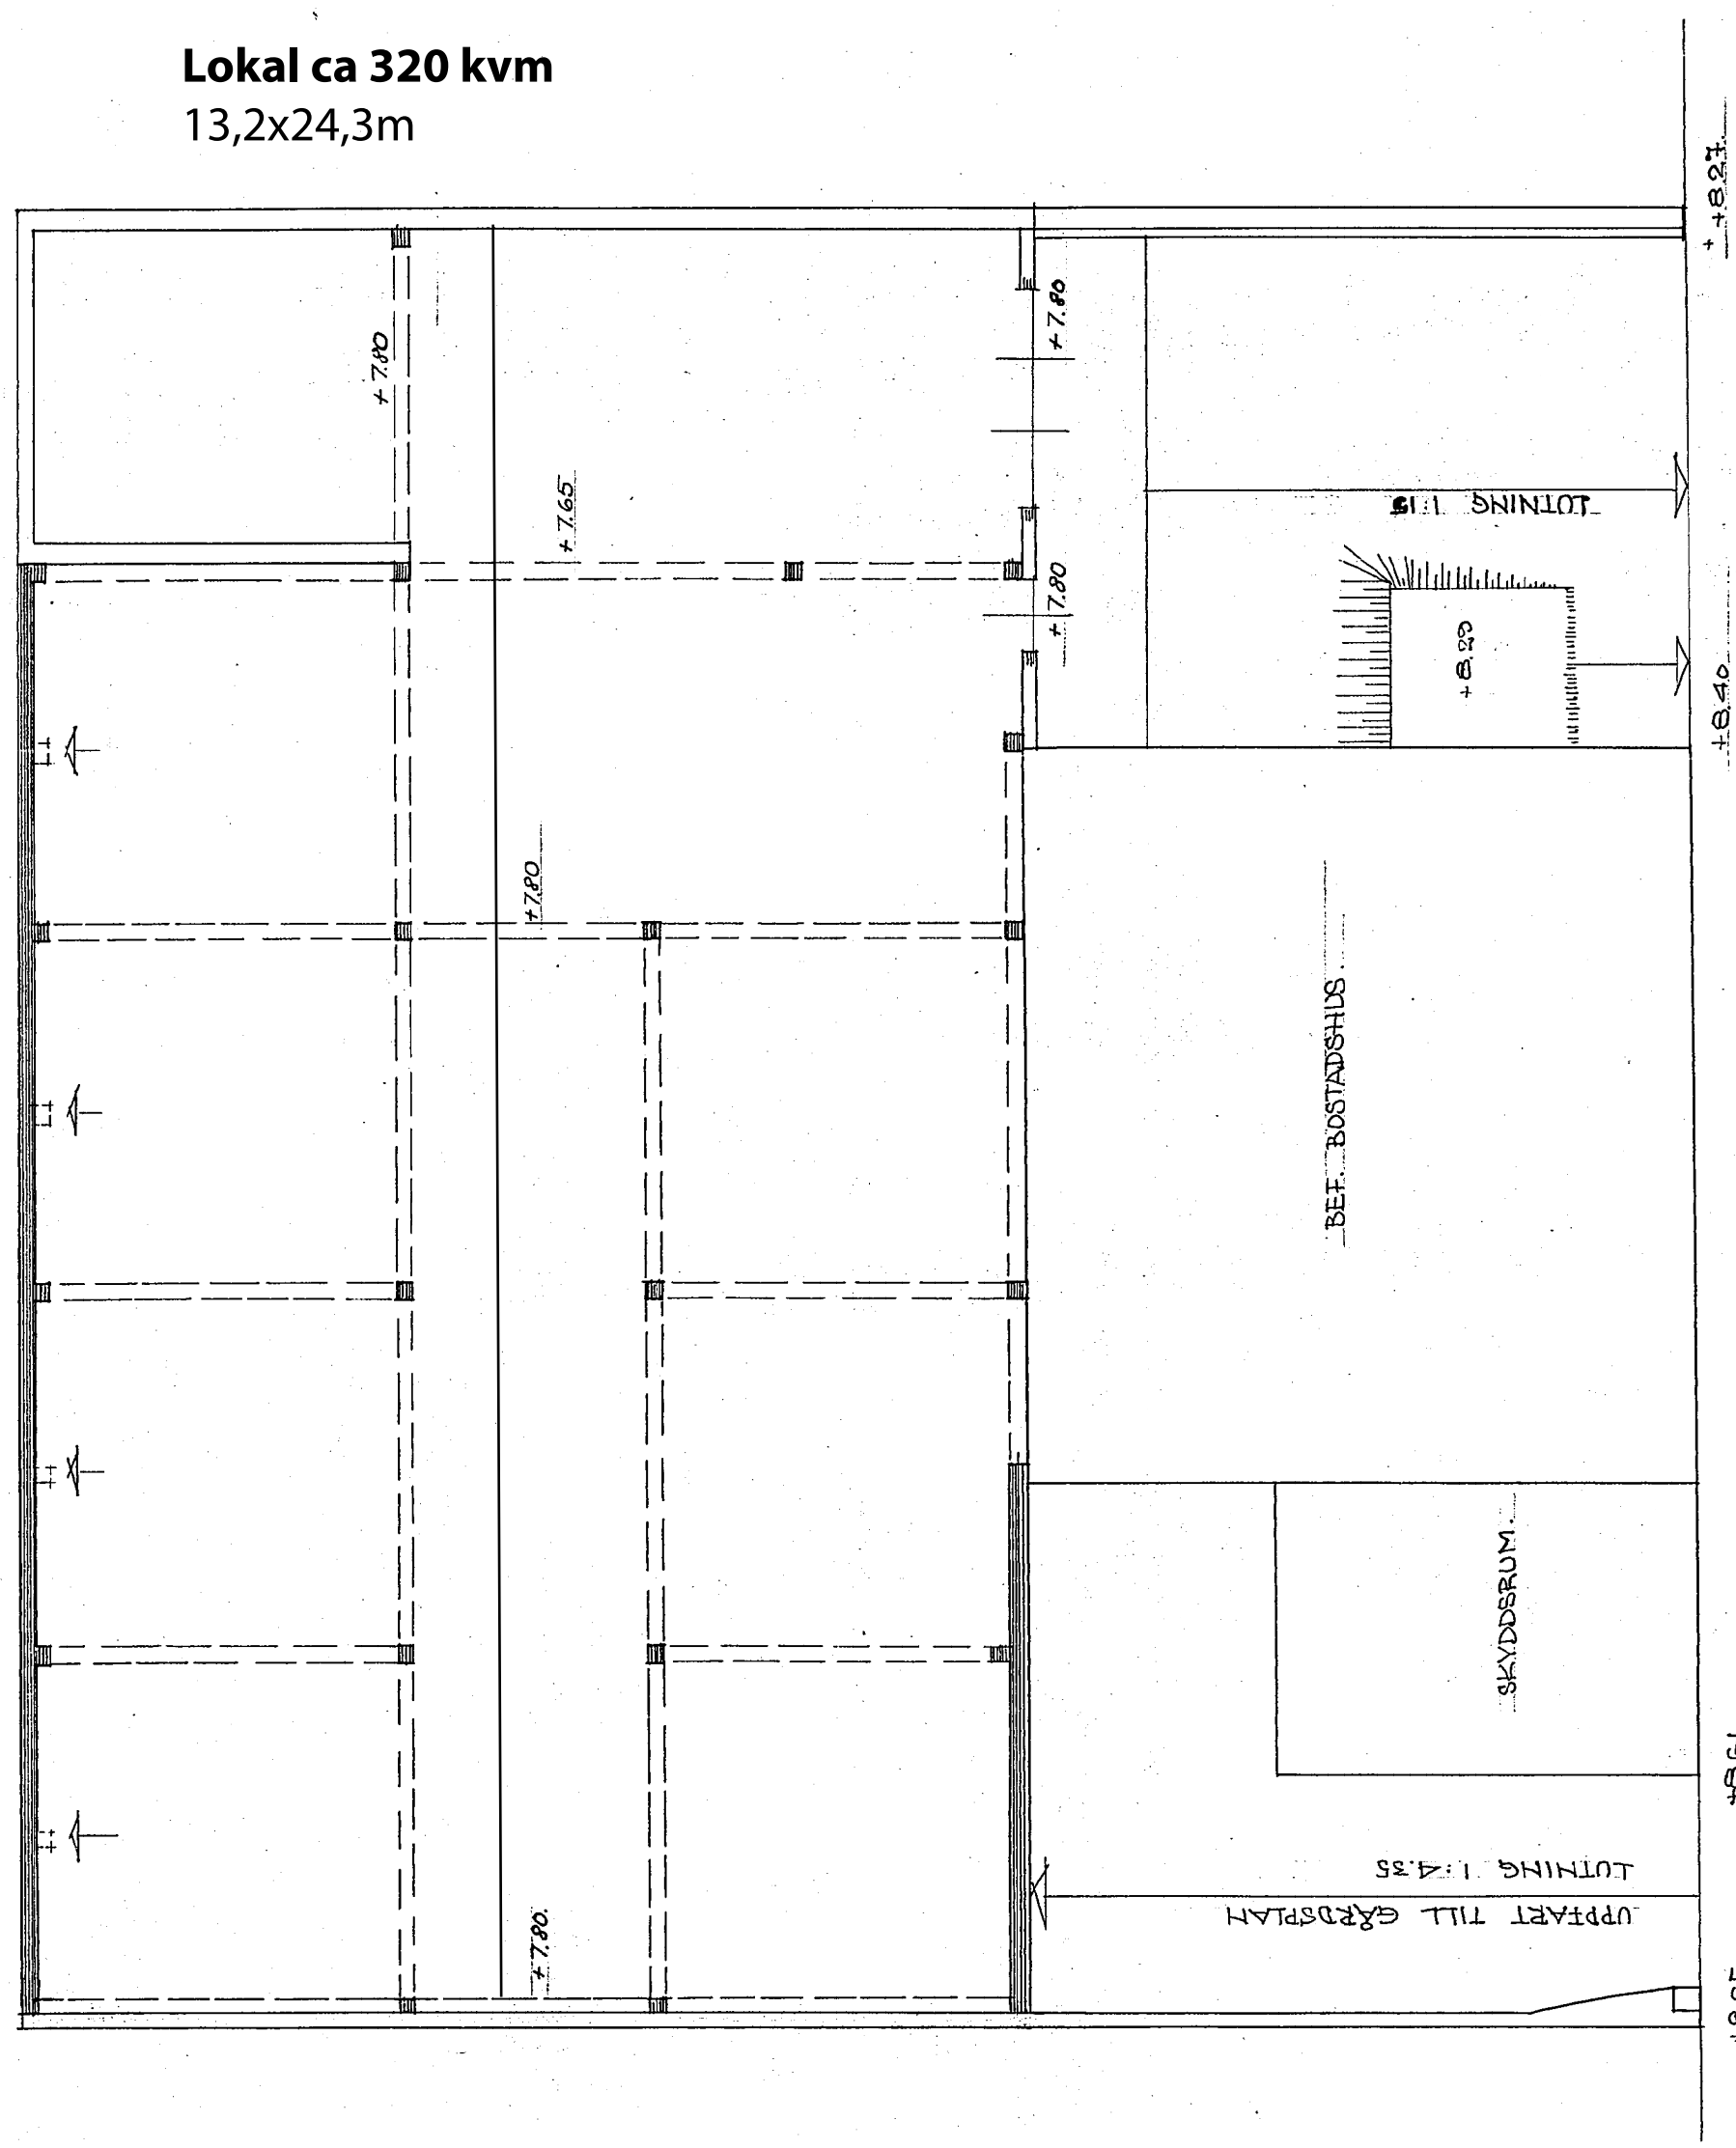 Lokal ca 320 kvm
13,2x24,3m
+ +8.27.
+ 7.80
+ 7.80
+ 7.65
LUTNING 1:15
+ 7.80
+8.29
+8.40
+7.80
BEF. BOSTADSHUS.
SKYDDSRUM.
LUTNING 1:4.35
UPPFART TILL GÅRDSPLAN
+ 7.80.